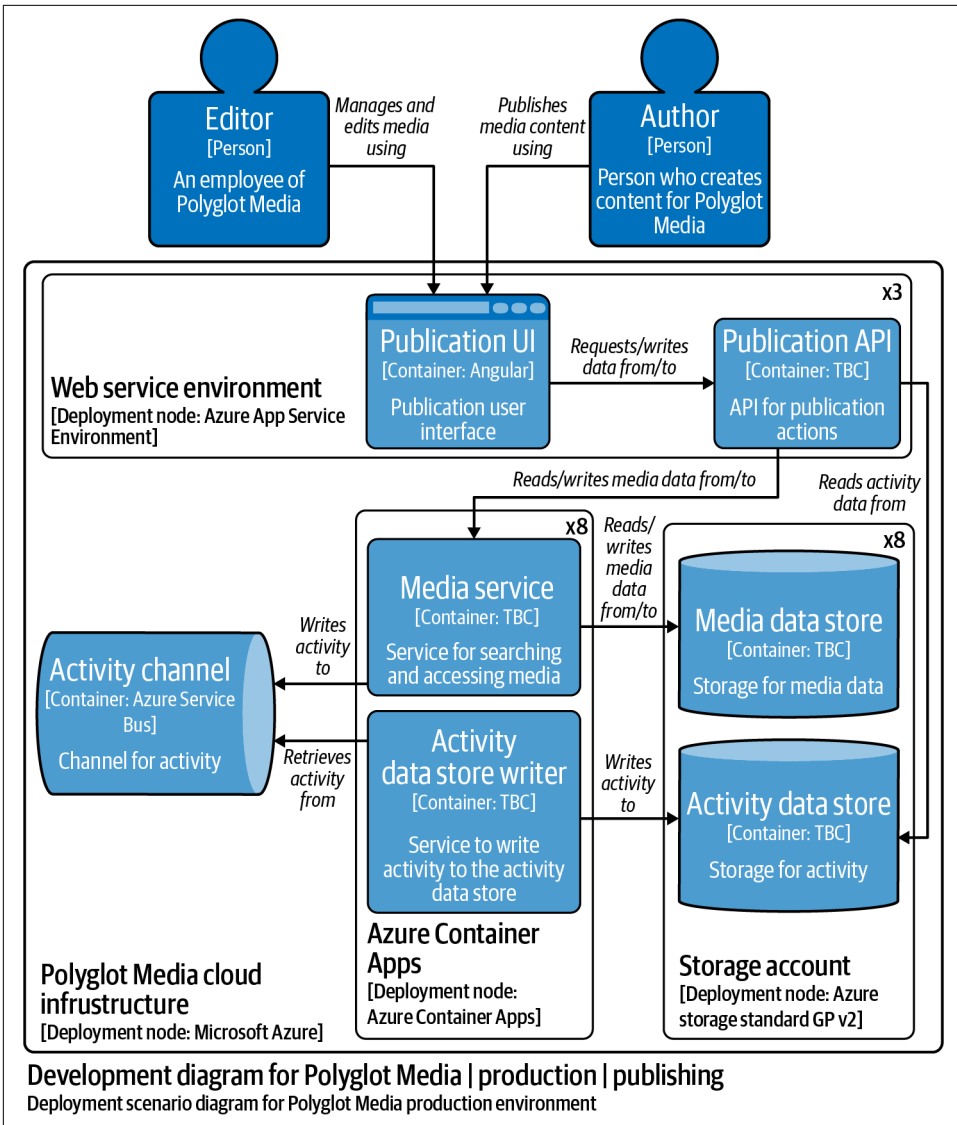 Editor
[Person]
An employee of
Polyglot Media
Manages and
edits media
using
Publishes
media content
using
Author
[Person]
Person who creates
content for Polyglot
Media
x3
Web service environment
[Deployment node: Azure App Service
Environment]
Publication UI
[Container: Angular]
Publication user
interface
Requests/writes
data from/to
Publication API
[Container: TBC]
API for publication
actions
Reads/writes media data from/to
Reads activity
data from
x8
Media service
[Container: TBC]
Service for searching
and accessing media
Reads/
writes
media
data
from/to
x8
Media data store
[Container: TBC]
Storage for media data
Writes
activity
to
Activity channel
[Container: Azure Service
Bus]
Channel for activity
Retrieves
activity
from
Activity
data store writer
[Container: TBC]
Service to write
activity to the activity
data store
Writes
activity
to
Activity data store
[Container: TBC]
Storage for activity
Azure Container
Apps
[Deployment node:
Azure Container Apps]
Storage account
[Deployment node: Azure
storage standard GP v2]
Polyglot Media cloud
infrustructure
[Deployment node: Microsoft Azure]
Development diagram for Polyglot Media | production | publishing
Deployment scenario diagram for Polyglot Media production environment